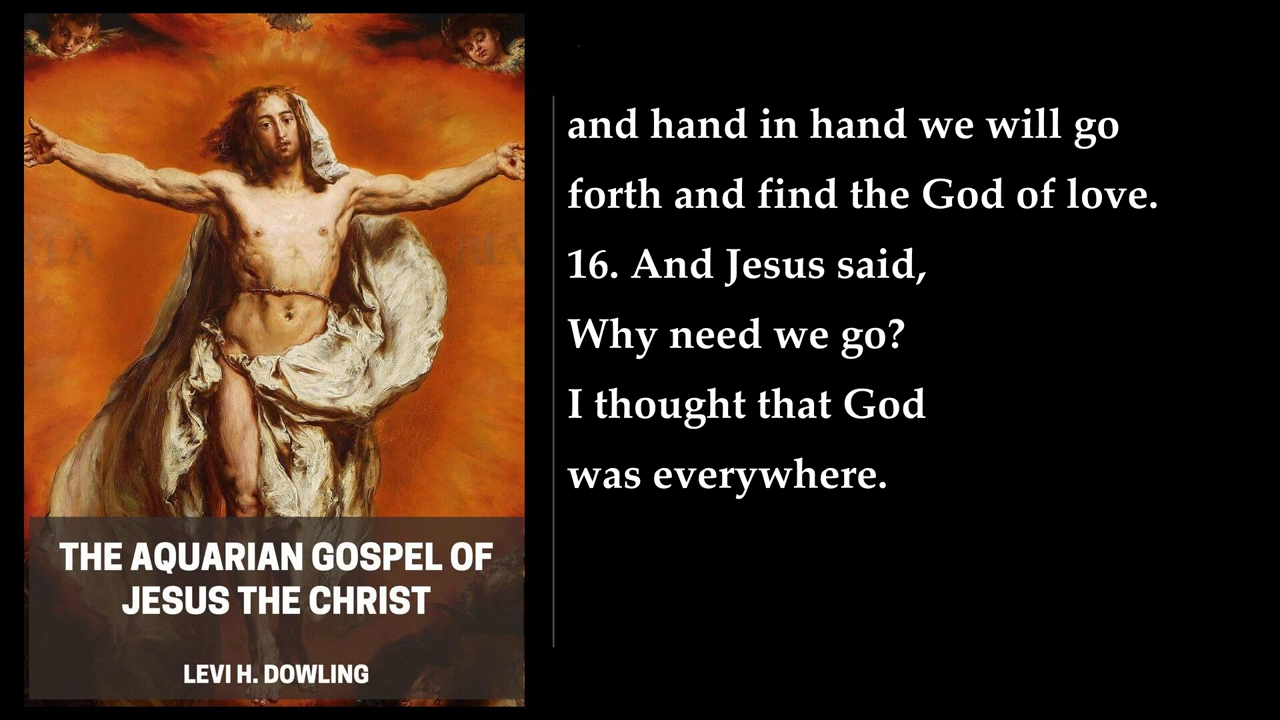 THE AQUARIAN GOSPEL OF
JESUS THE CHRIST
LEVI H. DOWLING
and hand in hand we will go
forth and find the God of love.
16. And Jesus said,
Why need we go?
I thought that God
was everywhere.